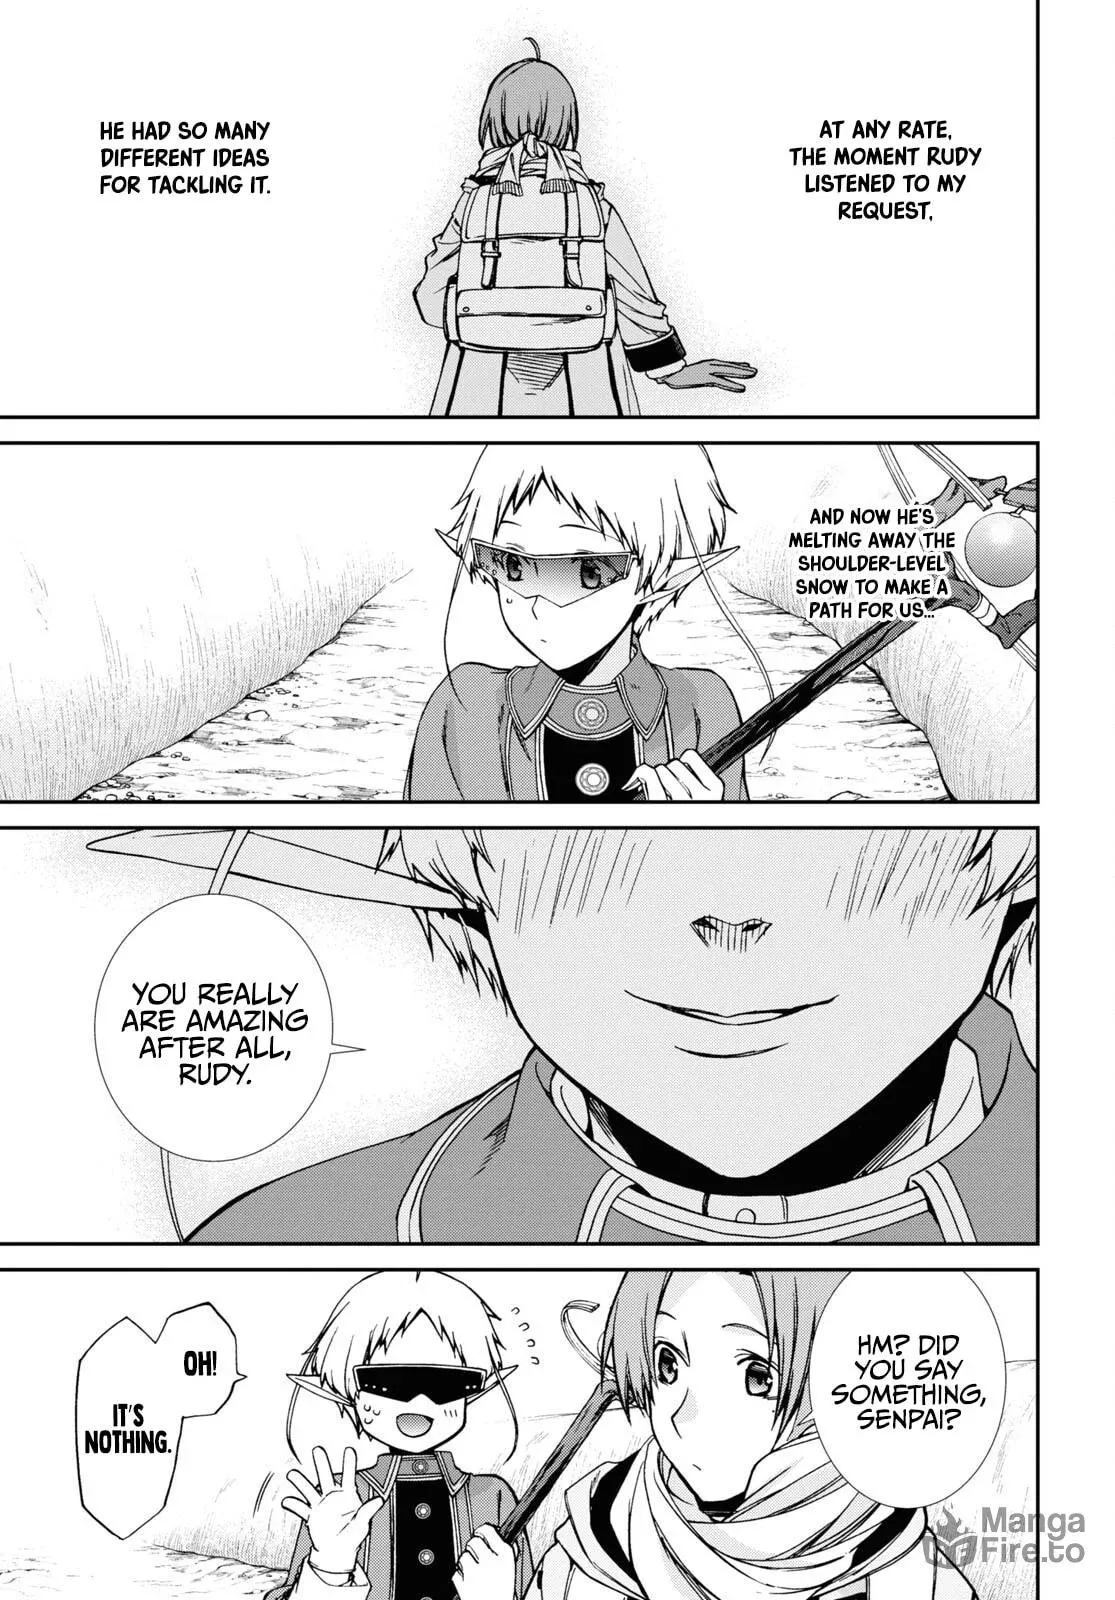 AT ANY RATE,
THE MOMENT RUDY
LISTENED TO MY
REQUEST,
HE HAD SO MANY
DIFFERENT IDEAS
FOR TACKLING IT.
AND NOW HE'S
MELTING AWAY THE
SHOULDER-LEVEL
SNOW TO MAKE A
PATH FOR US...
YOU REALLY
ARE AMAZING
AFTER ALL,
RUDY.
HM? DID
YOU SAY
SOMETHING,
SENPAI?
OH!
IT'S
NOTHING.
Manga
Fire.to